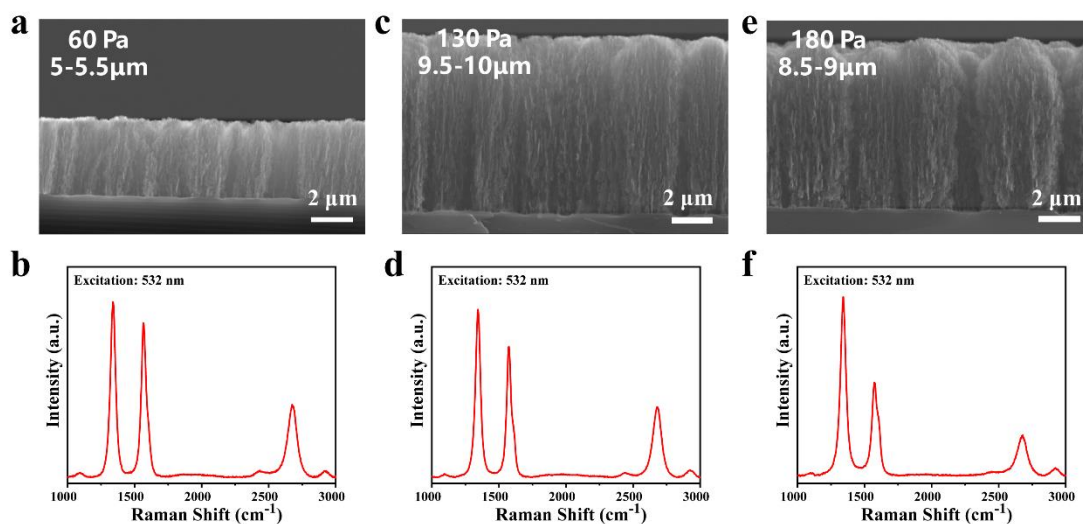 a
60 Pa
5-5.5μm
2 μm
c
130 Pa
9.5-10μm
2 μm
e
180 Pa
8.5-9μm
2 μm
b
Excitation: 532 nm
Intensity (a.u.)
1000 1500 2000 2500 3000
Raman Shift (cm⁻¹)
d
Excitation: 532 nm
Intensity (a.u.)
1000 1500 2000 2500 3000
Raman Shift (cm⁻¹)
f
Excitation: 532 nm
Intensity (a.u.)
1000 1500 2000 2500 3000
Raman Shift (cm⁻¹)